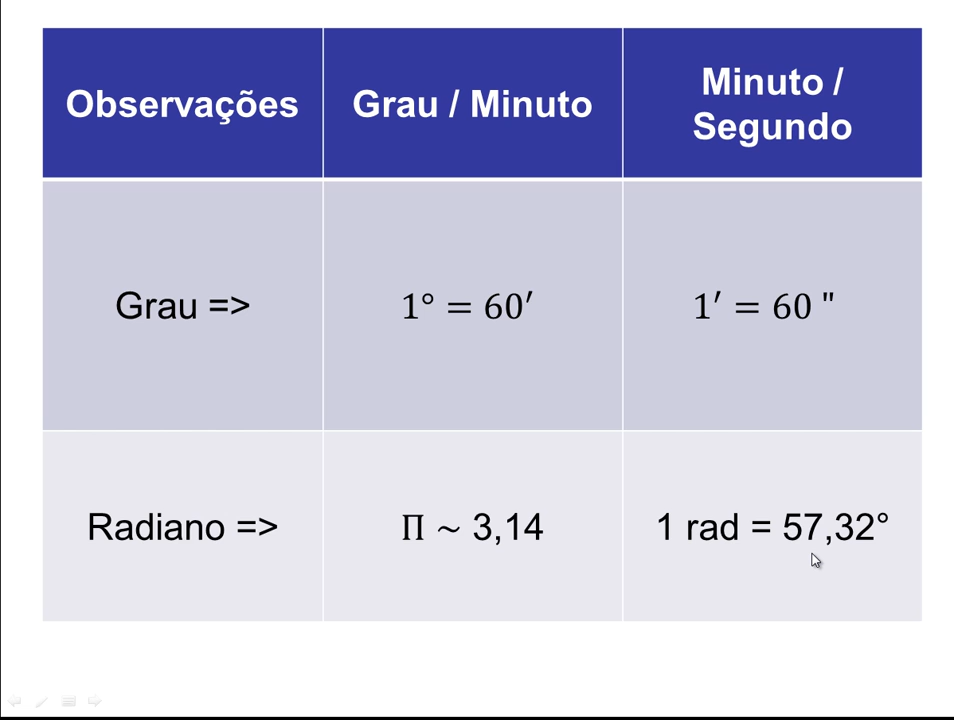 Observações
Grau / Minuto
Minuto /
Segundo
Grau =>
1° = 60′
1′ = 60 "
Radiano =>
Π ~ 3,14
1 rad = 57,32°